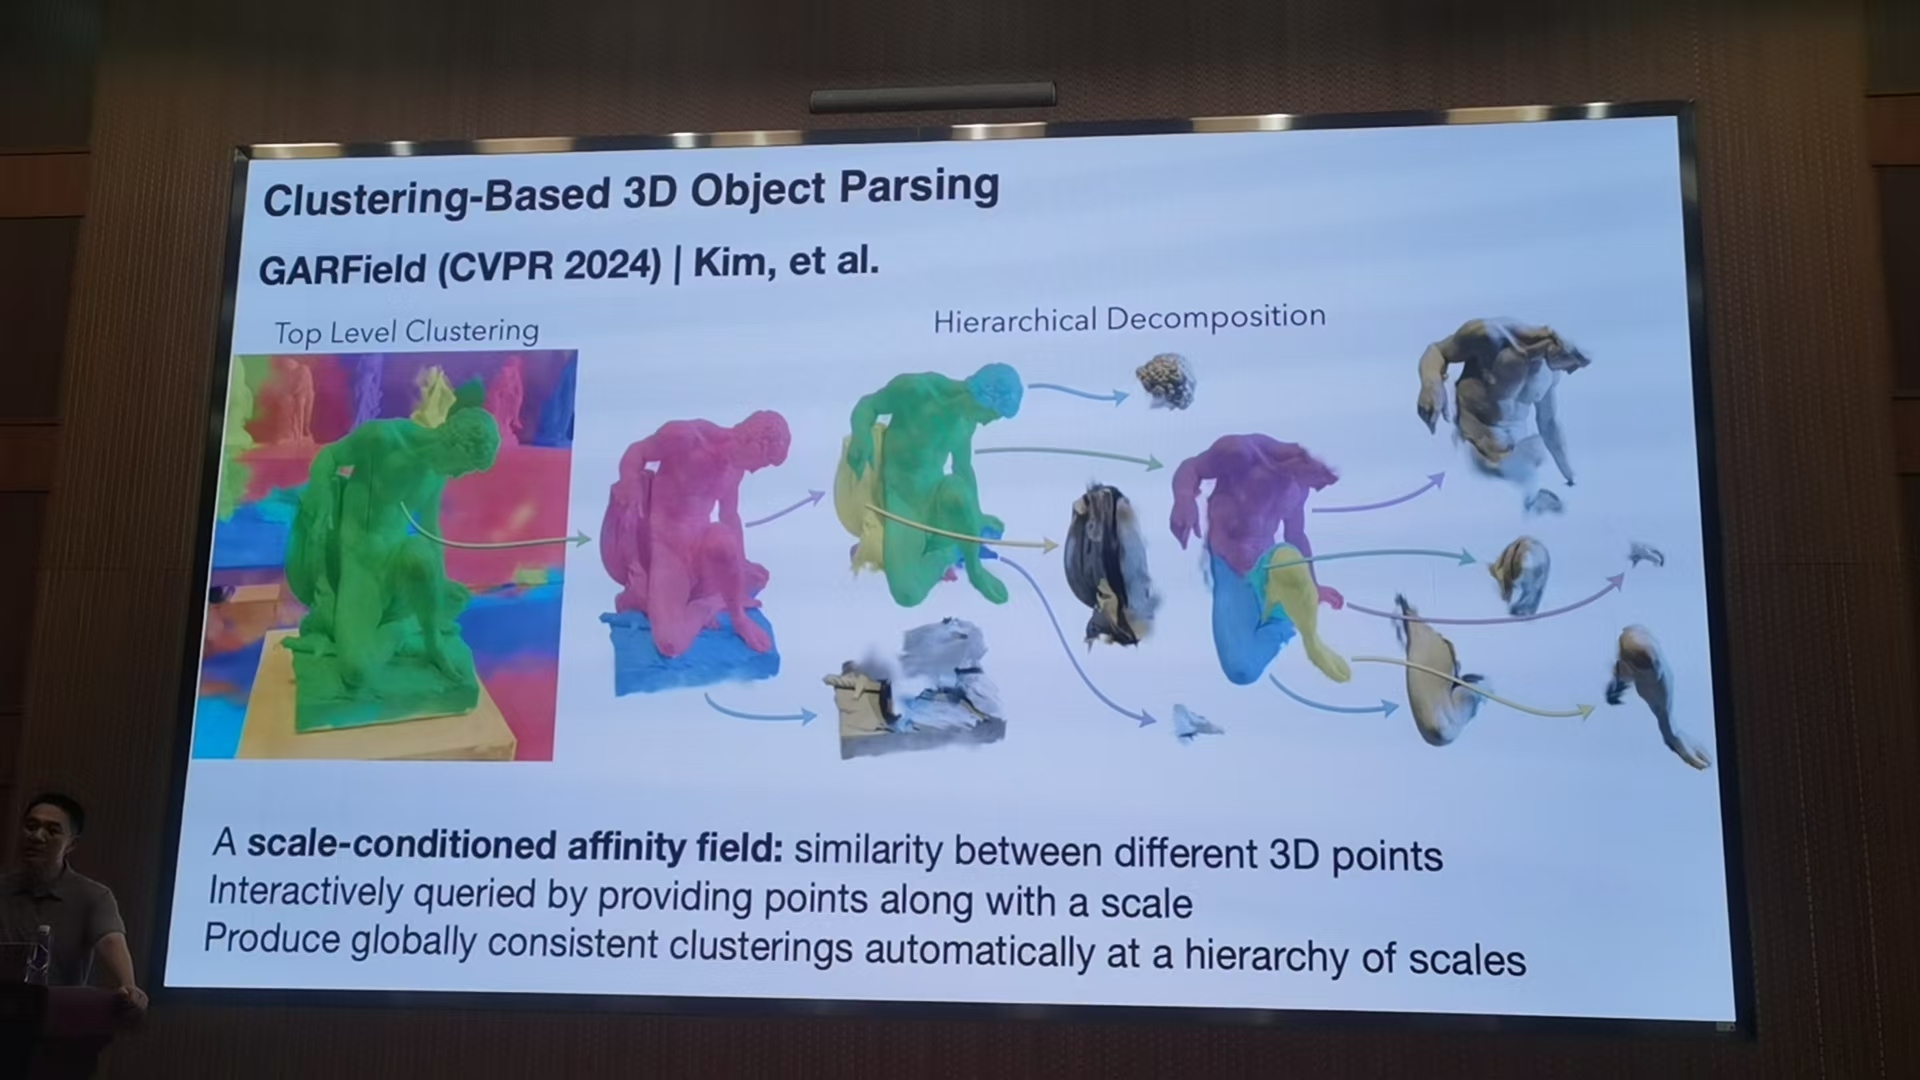 Clustering-Based 3D Object Parsing
GARField (CVPR 2024) | Kim, et al.
Top Level Clustering
Hierarchical Decomposition
A scale-conditioned affinity field: similarity between different 3D points
Interactively queried by providing points along with a scale
Produce globally consistent clusterings automatically at a hierarchy of scales